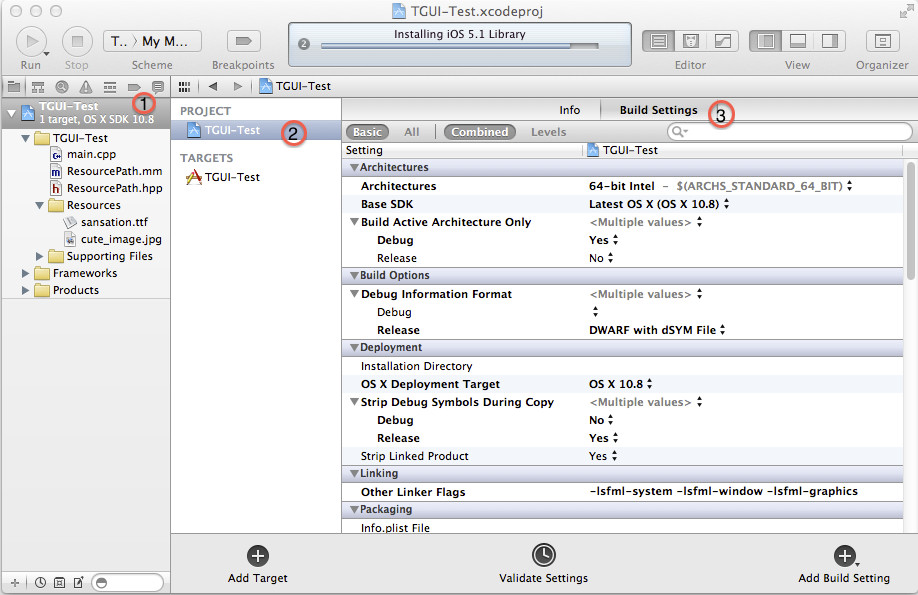 TGUI-Test.xcodeproj
T.. 〉 My M...
2
Installing iOS 5.1 Library
Run
Stop
Scheme
Breakpoints
Editor
View
Organizer
TGUI-Test
TGUI-Test
1
1 target, OS X SDK 10.8
TGUI-Test
main.cpp
ResourcePath.mm
ResourcePath.hpp
Resources
sansation.ttf
cute_image.jpg
Supporting Files
Frameworks
Products
PROJECT
TGUI-Test
2
TARGETS
TGUI-Test
Info
Build Settings
3
Basic
All
Combined
Levels
Setting
TGUI-Test
Architectures
Architectures
64-bit Intel – $(ARCHS_STANDARD_64_BIT)
Base SDK
Latest OS X (OS X 10.8)
Build Active Architecture Only
<Multiple values>
Debug
Yes
Release
No
Build Options
Debug Information Format
<Multiple values>
Debug
Release
DWARF with dSYM File
Deployment
Installation Directory
OS X Deployment Target
OS X 10.8
Strip Debug Symbols During Copy
<Multiple values>
Debug
No
Release
Yes
Strip Linked Product
Yes
Linking
Other Linker Flags
-lsfml-system -lsfml-window -lsfml-graphics
Packaging
Info.plist File
Add Target
Validate Settings
Add Build Setting